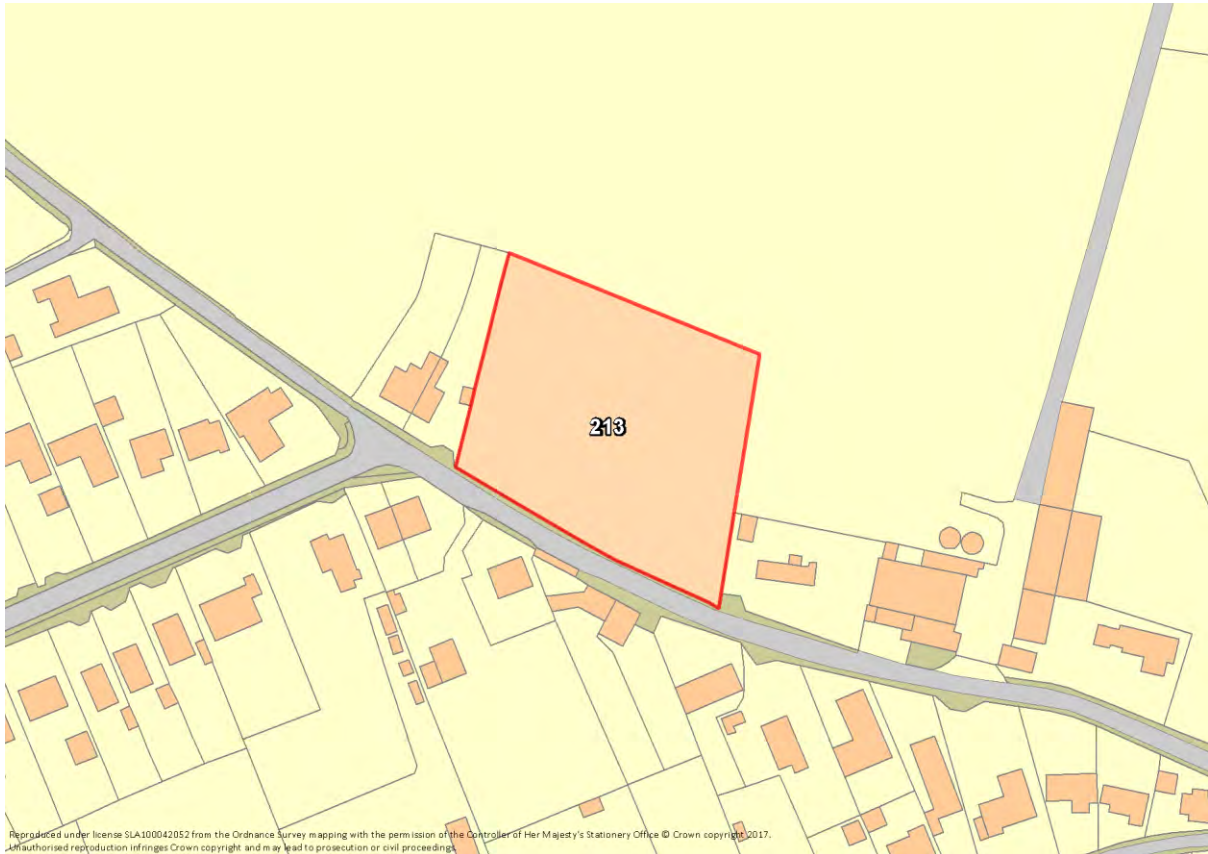 213
Reproduced under license SLA100042052 from the Ordnance Survey mapping with the permission of the Controller of Her Majesty's Stationery Office © Crown copyright 2017.
Unauthorised reproduction infringes Crown copyright and may lead to prosecution or civil proceedings.